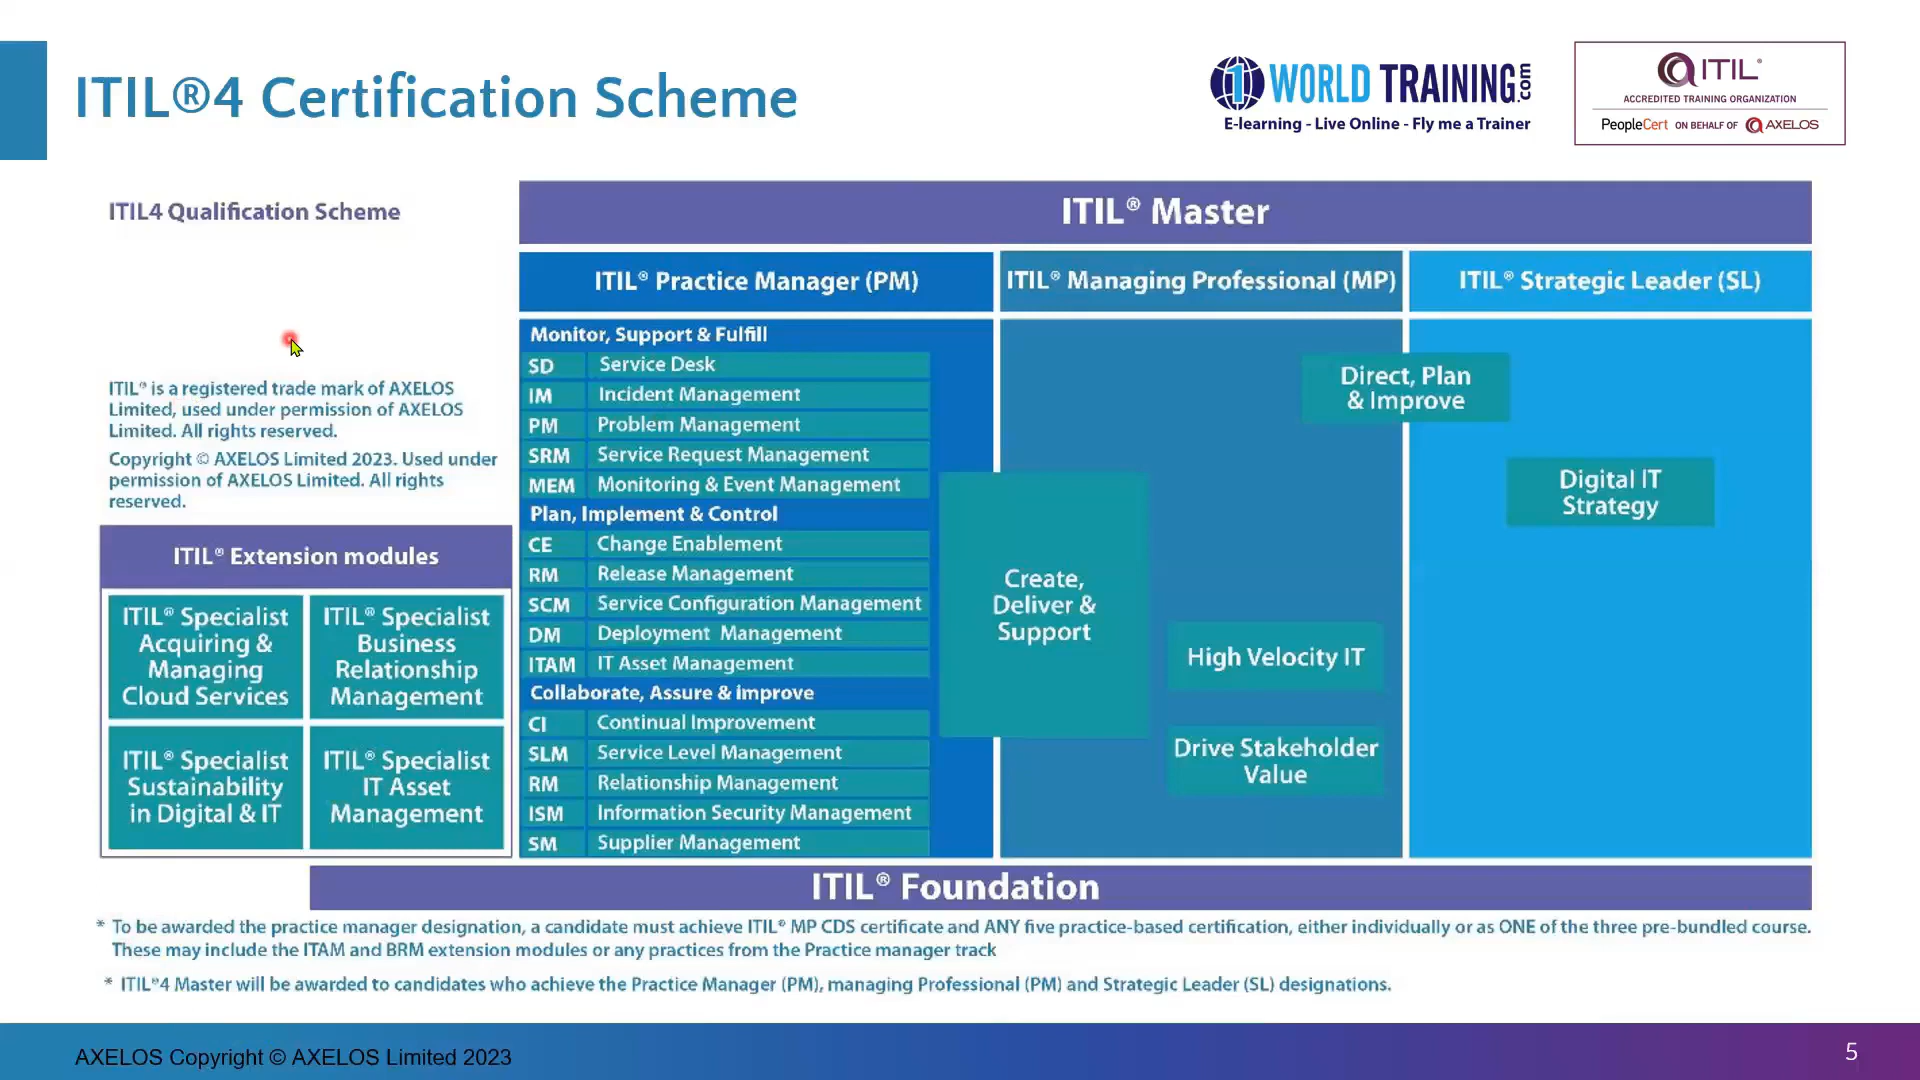 ITIL®4 Certification Scheme
1 WORLD TRAINING.com
E-learning - Live Online - Fly me a Trainer
ITIL®
ACCREDITED TRAINING ORGANIZATION
PeopleCert ON BEHALF OF AXELOS
ITIL4 Qualification Scheme
ITIL® is a registered trade mark of AXELOS
Limited, used under permission of AXELOS
Limited. All rights reserved.
Copyright © AXELOS Limited 2023. Used under
permission of AXELOS Limited. All rights
reserved.
ITIL® Extension modules
ITIL® Specialist
Acquiring &
Managing
Cloud Services
ITIL® Specialist
Business
Relationship
Management
ITIL® Specialist
Sustainability
in Digital & IT
ITIL® Specialist
IT Asset
Management
ITIL® Master
ITIL® Practice Manager (PM)
ITIL® Managing Professional (MP)
ITIL® Strategic Leader (SL)
Monitor, Support & Fulfill
SD Service Desk
IM Incident Management
PM Problem Management
SRM Service Request Management
MEM Monitoring & Event Management
Plan, Implement & Control
CE Change Enablement
RM Release Management
SCM Service Configuration Management
DM Deployment Management
ITAM IT Asset Management
Collaborate, Assure & improve
CI Continual Improvement
SLM Service Level Management
RM Relationship Management
ISM Information Security Management
SM Supplier Management
Create,
Deliver &
Support
Direct, Plan
& Improve
High Velocity IT
Drive Stakeholder
Value
Digital IT
Strategy
ITIL® Foundation
* To be awarded the practice manager designation, a candidate must achieve ITIL® MP CDS certificate and ANY five practice-based certification, either individually or as ONE of the three pre-bundled course.
These may include the ITAM and BRM extension modules or any practices from the Practice manager track
* ITIL®4 Master will be awarded to candidates who achieve the Practice Manager (PM), managing Professional (PM) and Strategic Leader (SL) designations.
AXELOS Copyright © AXELOS Limited 2023
5